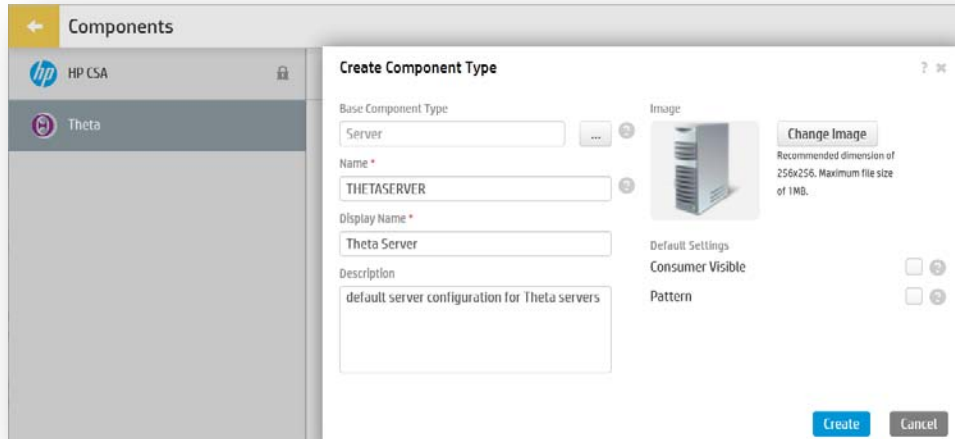 Components
hp HP CSA
Theta
Create Component Type
?
Base Component Type
Server
...
Name *
THETASERVER
Display Name *
Theta Server
Description
default server configuration for Theta servers
Image
Change Image
Recommended dimension of
256x256. Maximum file size
of 1MB.
Default Settings
Consumer Visible
Pattern
Create Cancel